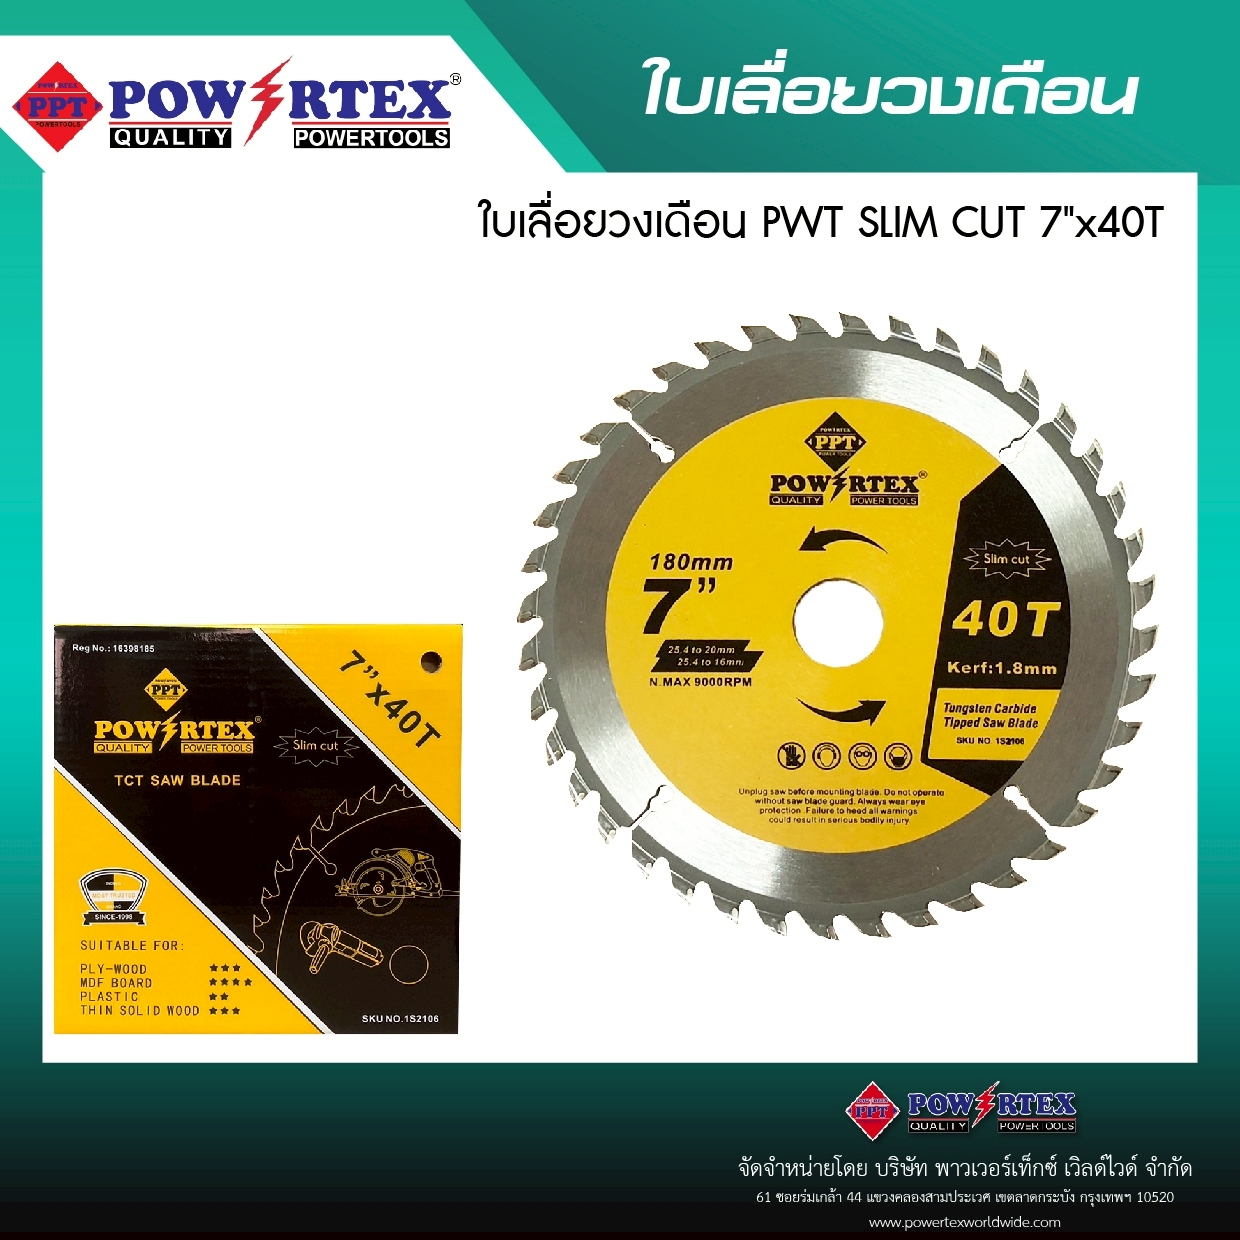 POWERTEX
PPT
POWERTOOLS
POWERTEX®
QUALITY POWERTOOLS
ใบเลื่อยวงเดือน
ใบเลื่อยวงเดือน PWT SLIM CUT 7"x40T
POWERTEX
PPT
POWER TOOLS
POWERTEX®
QUALITY POWER TOOLS
180mm
7”
25.4 to 20mm
25.4 to 16mm
N.MAX 9000RPM
Slim cut
40T
Kerf:1.8mm
Tungsten Carbide
Tipped Saw Blade
SKU NO. 1S2106
Unplug saw before mounting blade. Do not operate
without saw blade guard. Always wear eye
protection .Failure to heed all warnings
could result in serious bodily injury
Reg No.: 16398185
7”x40T
POWERTEX
PPT
POWER TOOLS
POWERTEX®
QUALITY POWER TOOLS
Slim cut
TCT SAW BLADE
MOST TRUSTED
BRAND
SINCE-1998
SUITABLE FOR:
PLY-WOOD ★★★
MDF BOARD ★★★★
PLASTIC ★★
THIN SOLID WOOD ★★★
SKU NO.1S2106
POWERTEX
PPT
POWERTOOLS
POWERTEX
QUALITY POWERTOOLS
จัดจำหน่ายโดย บริษัท พาวเวอร์เท็กซ์ เวิลด์ไวด์ จำกัด
61 ซอยร่มเกล้า 44 แขวงคลองสามประเวศ เขตลาดกระบัง กรุงเทพฯ 10520
www.powertexworldwide.com